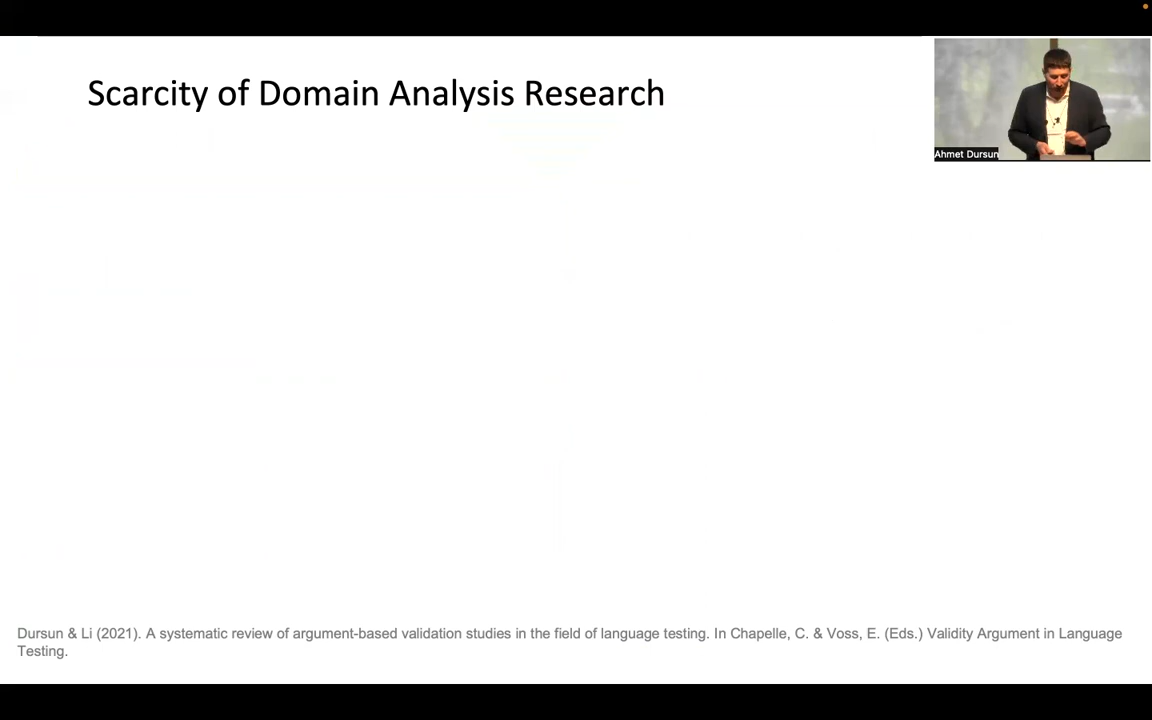 Scarcity of Domain Analysis Research
Ahmet Dursun
Dursun & Li (2021). A systematic review of argument-based validation studies in the field of language testing. In Chapelle, C. & Voss, E. (Eds.) Validity Argument in Language
Testing.